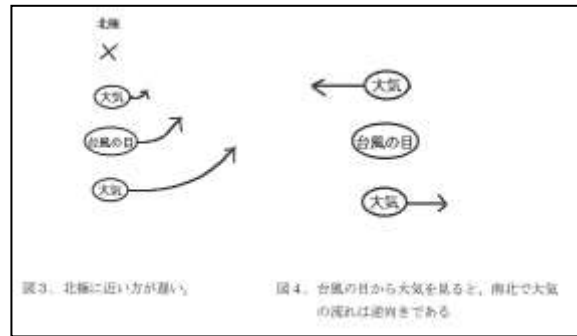 北極
大気
台風の目
大気
大気
台風の目
大気
図3．北極に近い方が遅い。
図4．台風の目から大気を見ると，南北で大気
の流れは逆向きである